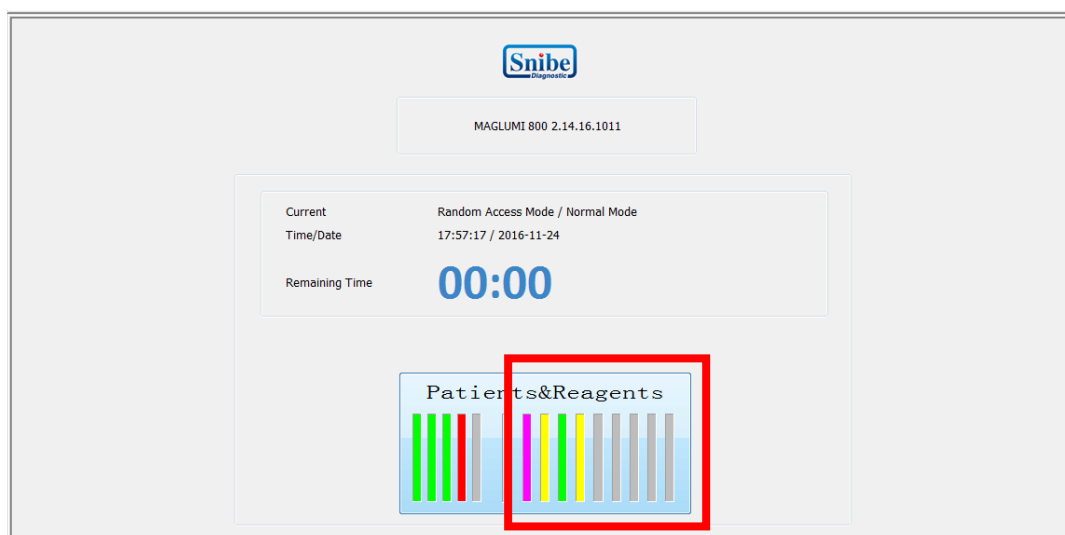 Snibe
Diagnostic
MAGLUMI 800 2.14.16.1011
Current Random Access Mode / Normal Mode
Time/Date 17:57:17 / 2016-11-24
Remaining Time 00:00
Patients&Reagents